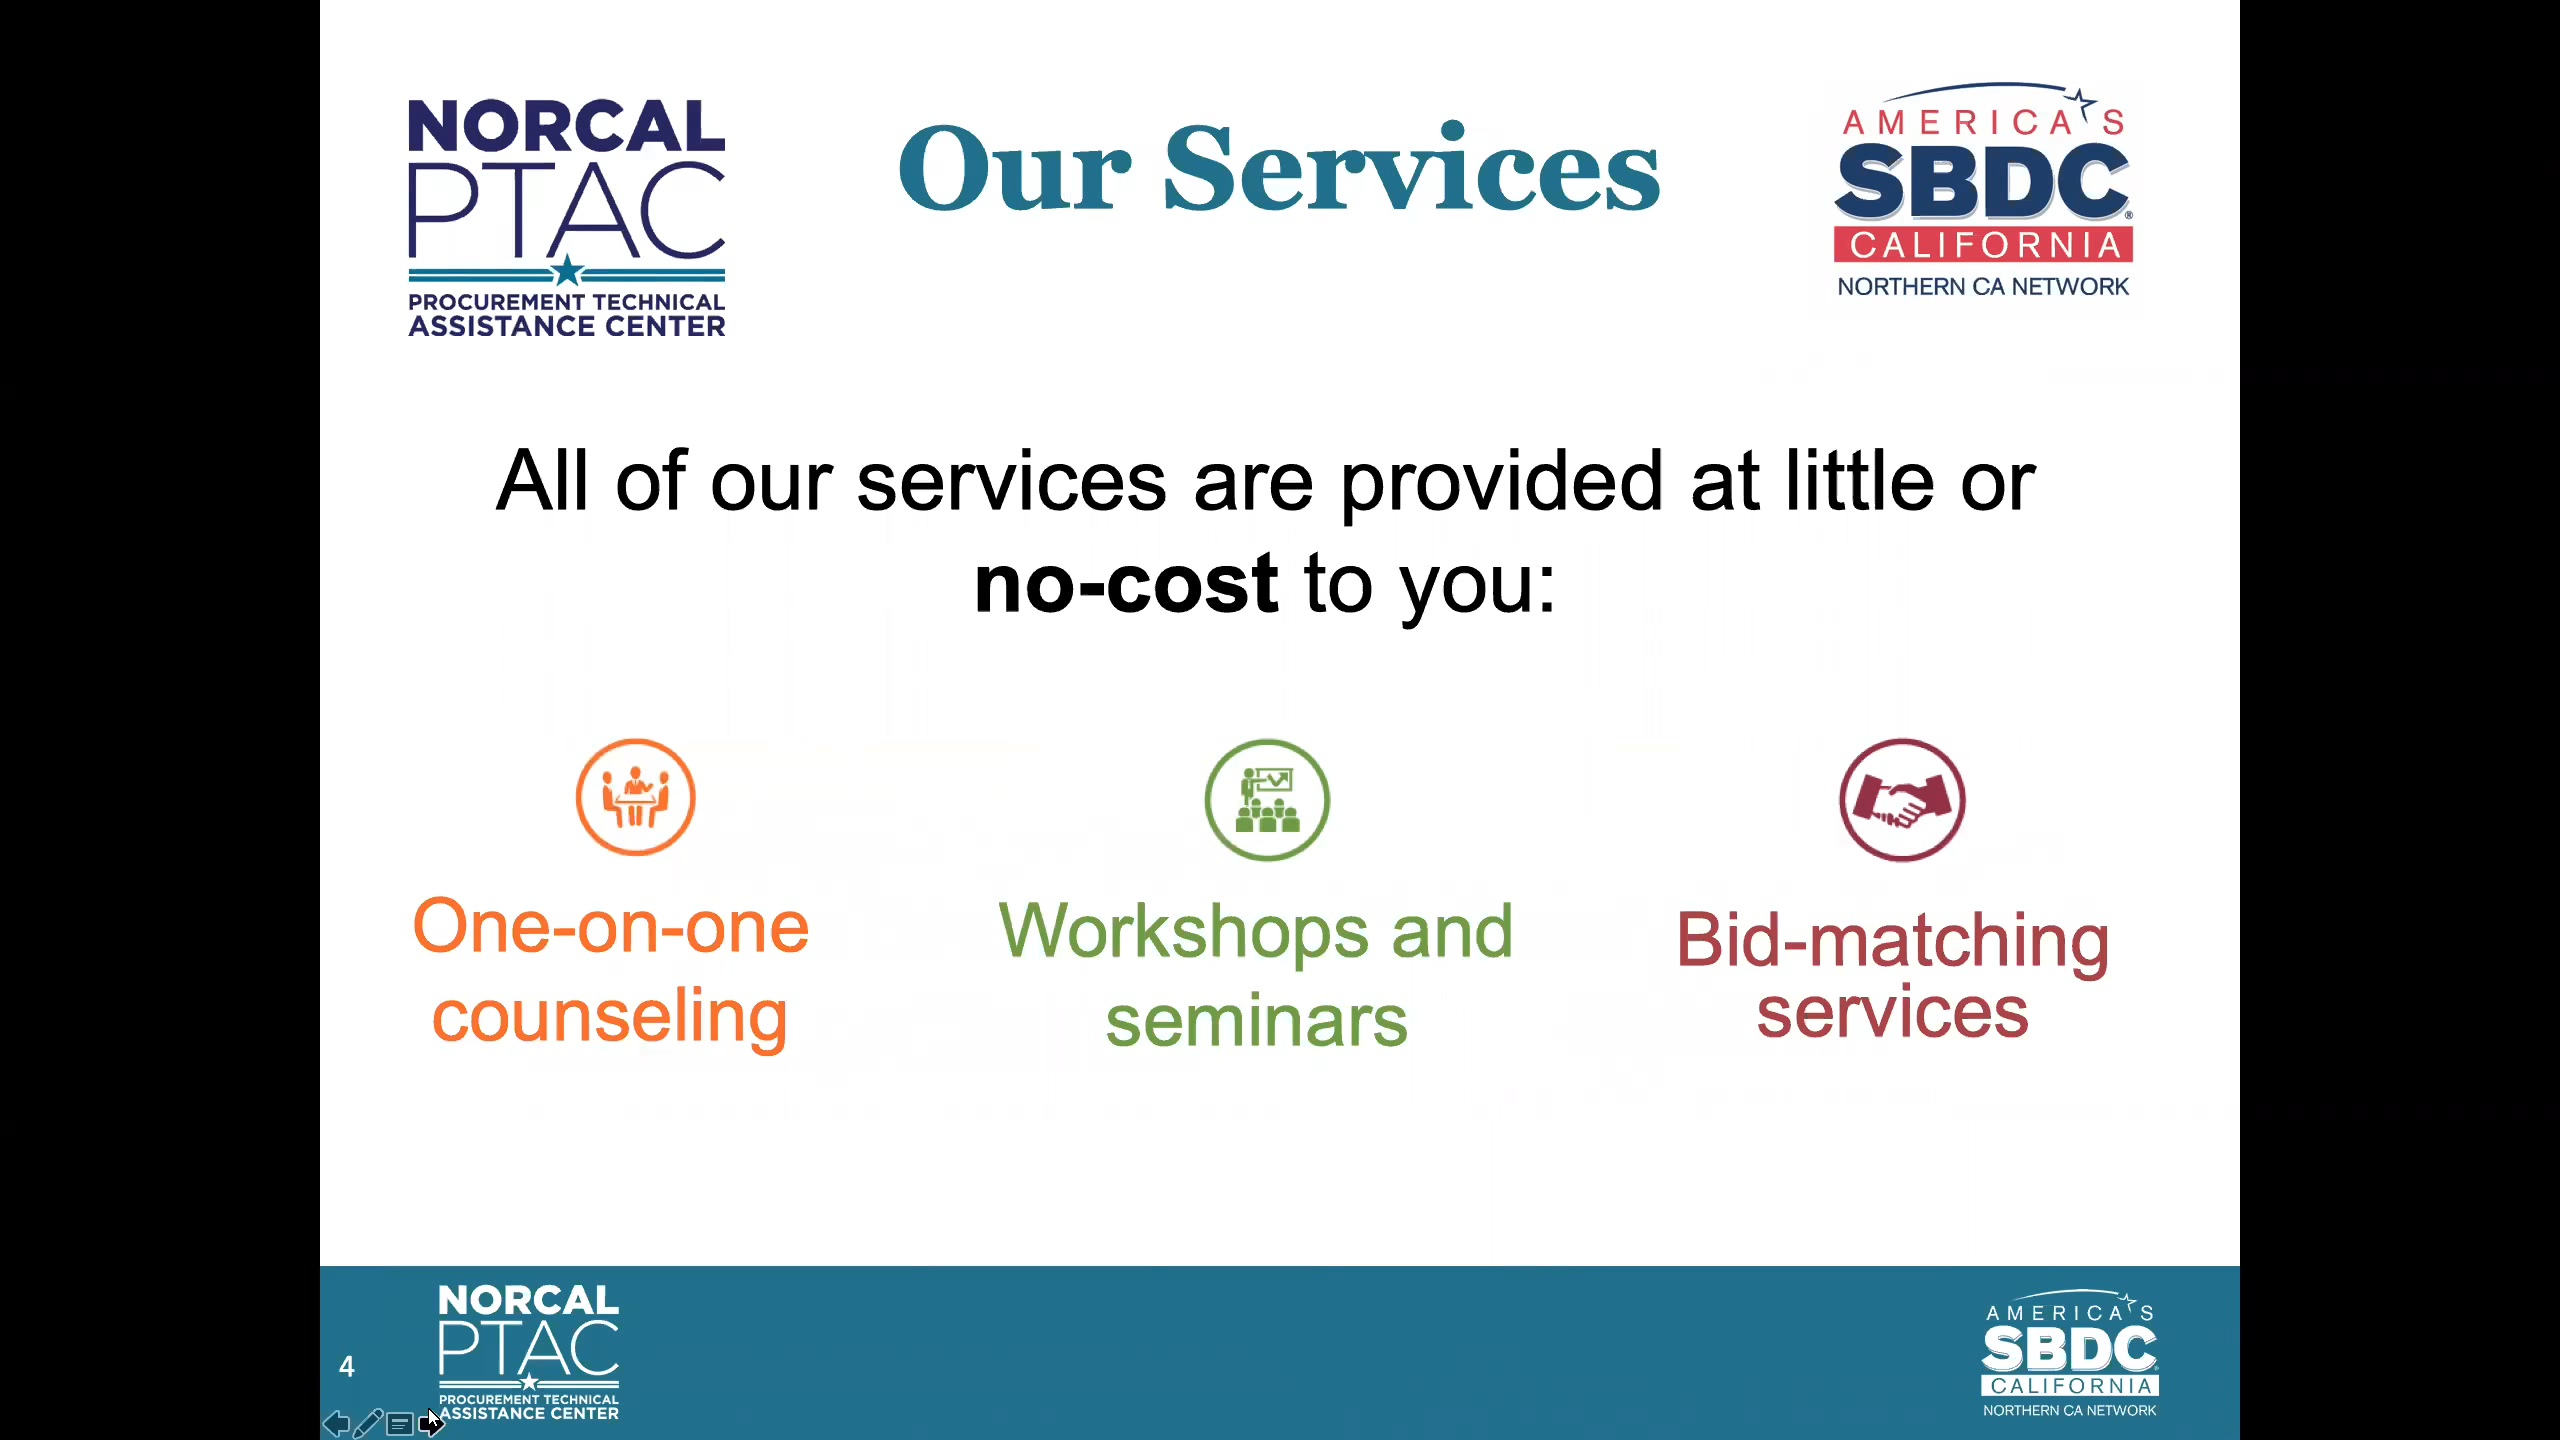 NORCAL
PTAC
PROCUREMENT TECHNICAL
ASSISTANCE CENTER
Our Services
AMERICA'S
SBDC®
CALIFORNIA
NORTHERN CA NETWORK
All of our services are provided at little or
no-cost to you:
One-on-one
counseling
Workshops and
seminars
Bid-matching
services
4
NORCAL
PTAC
PROCUREMENT TECHNICAL
ASSISTANCE CENTER
AMERICA'S
SBDC
CALIFORNIA
NORTHERN CA NETWORK